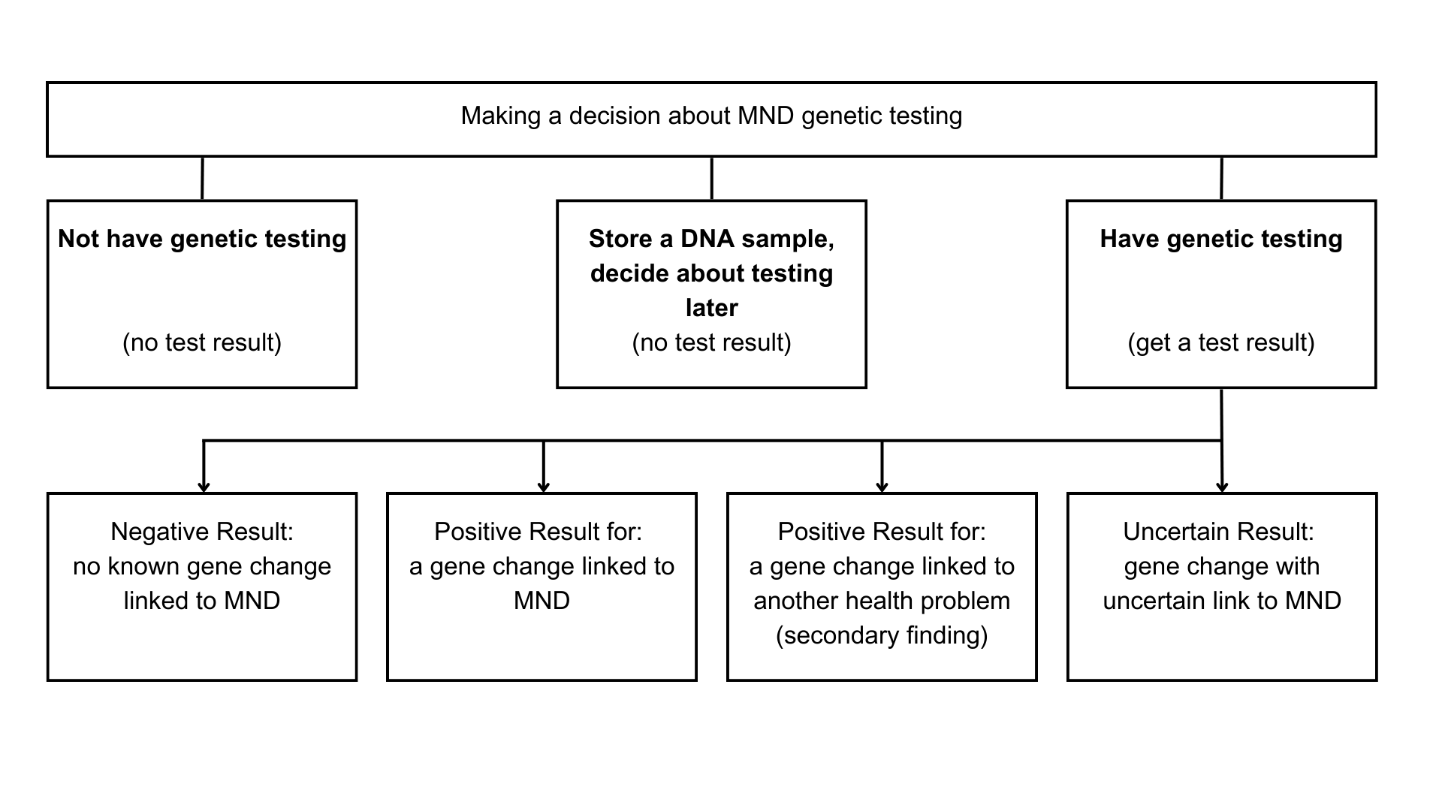 Making a decision about MND genetic testing
Not have genetic testing
(no test result)
Store a DNA sample,
decide about testing
later
(no test result)
Have genetic testing
(get a test result)
Negative Result:
no known gene change
linked to MND
Positive Result for:
a gene change linked to
MND
Positive Result for:
a gene change linked to
another health problem
(secondary finding)
Uncertain Result:
gene change with
uncertain link to MND